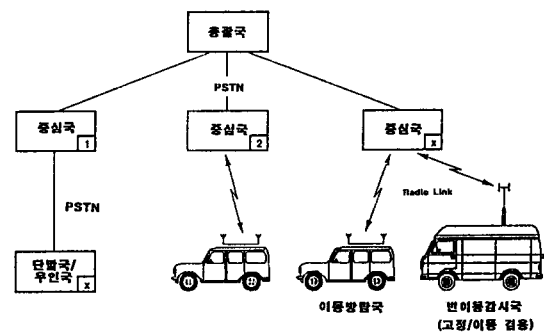 총괄국
PSTN
중심국 1
중심국 2
중심국 x
Radio Link
PSTN
단말국/
무인국 x
이동방탐국
반이동감시국
(고정/이동 겸용)